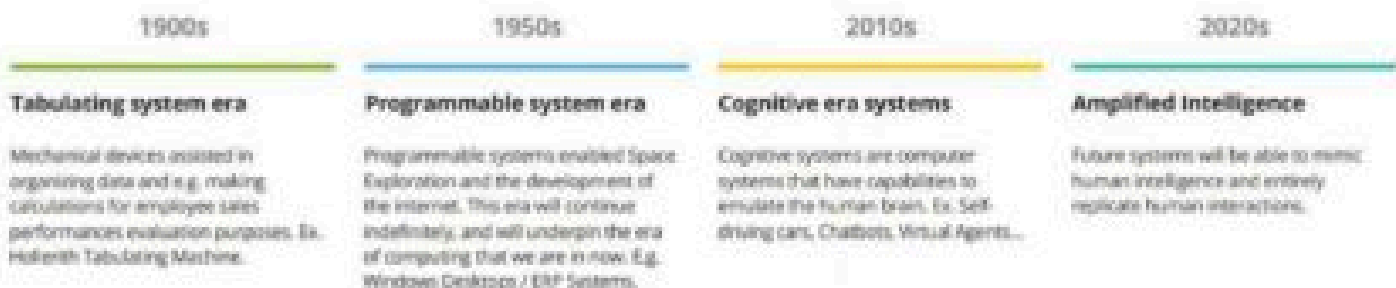 1900s
1950s
2010s
2020s
Tabulating system era
Mechanical devices assisted in
organizing data and e.g. making
calculations for employee sales
performances evaluation purposes. Ex.
Hollerith Tabulating Machine.
Programmable system era
Programmable systems enabled Space
Exploration and the development of
the internet. This era will continue
indefinitely, and will underpin the era
of computing that we are in now. E.g.
Windows Desktops / ERP Systems.
Cognitive era systems
Cognitive systems are computer
systems that have capabilities to
emulate the human brain. Ex. Self-
driving cars, Chatbots, Virtual Agents...
Amplified Intelligence
Future systems will be able to mimic
human intelligence and entirely
replicate human interactions.